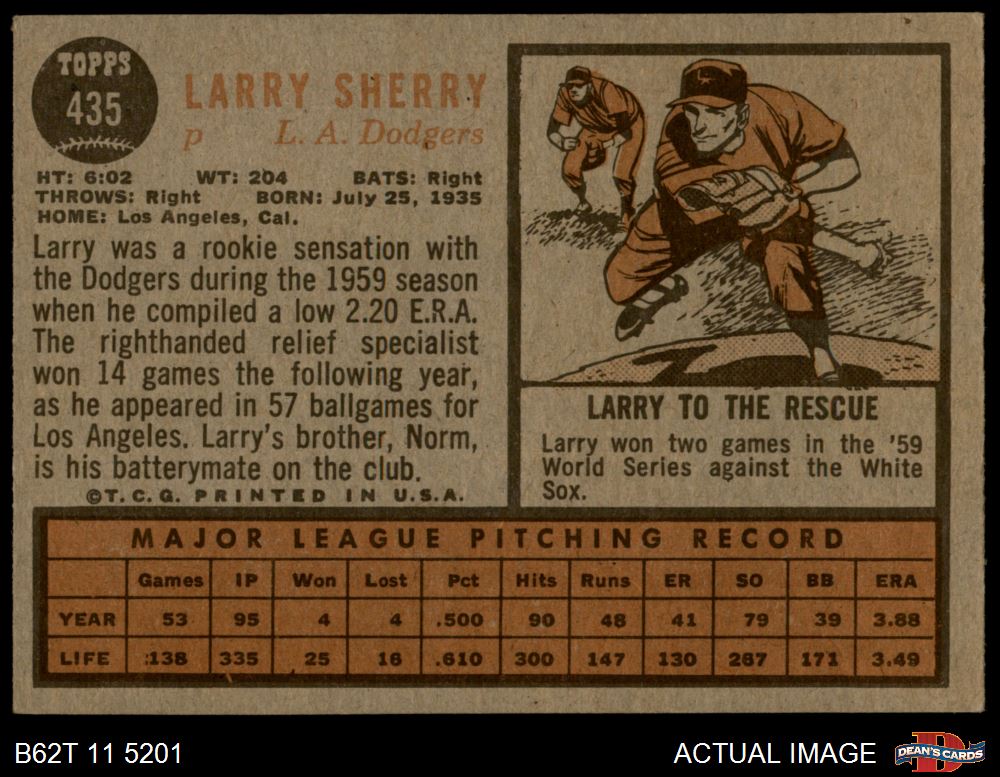 TOPPS
435
LARRY SHERRY
p L. A. Dodgers
HT: 6:02 WT: 204 BATS: Right
THROWS: Right BORN: July 25, 1935
HOME: Los Angeles, Cal.
Larry was a rookie sensation with
the Dodgers during the 1959 season
when he compiled a low 2.20 E.R.A.
The righthanded relief specialist
won 14 games the following year,
as he appeared in 57 ballgames for
Los Angeles. Larry's brother, Norm,
is his batterymate on the club.
©T. C. G. PRINTED IN U.S.A.
LARRY TO THE RESCUE
Larry won two games in the '59
World Series against the White
Sox.
MAJOR LEAGUE PITCHING RECORD
Games IP Won Lost Pct Hits Runs ER SO BB ERA
YEAR 53 95 4 4 .500 90 48 41 79 39 3.88
LIFE 138 335 25 16 .610 300 147 130 267 171 3.49
B62T 11 5201
ACTUAL IMAGE
DEAN'S CARDS